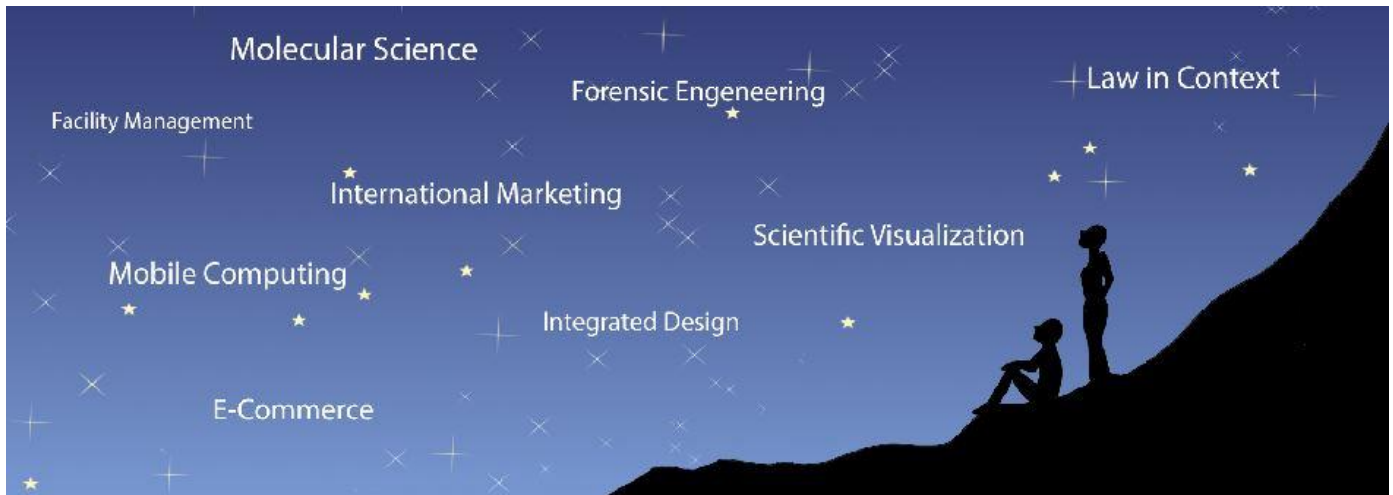 Molecular Science
Forensic Engeneering
Law in Context
Facility Management
International Marketing
Scientific Visualization
Mobile Computing
Integrated Design
E-Commerce